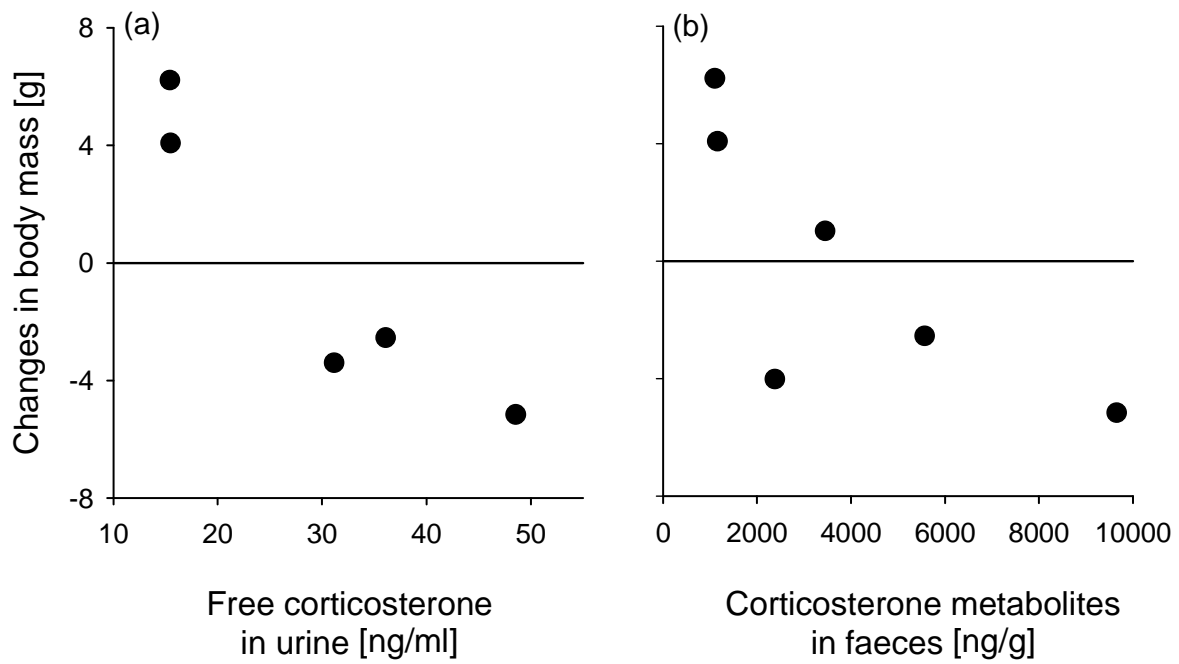 (a)
(b)
Changes in body mass [g]
8
4
0
-4
-8
10 20 30 40 50
0 2000 4000 6000 8000 10000
Free corticosterone
in urine [ng/ml]
Corticosterone metabolites
in faeces [ng/g]